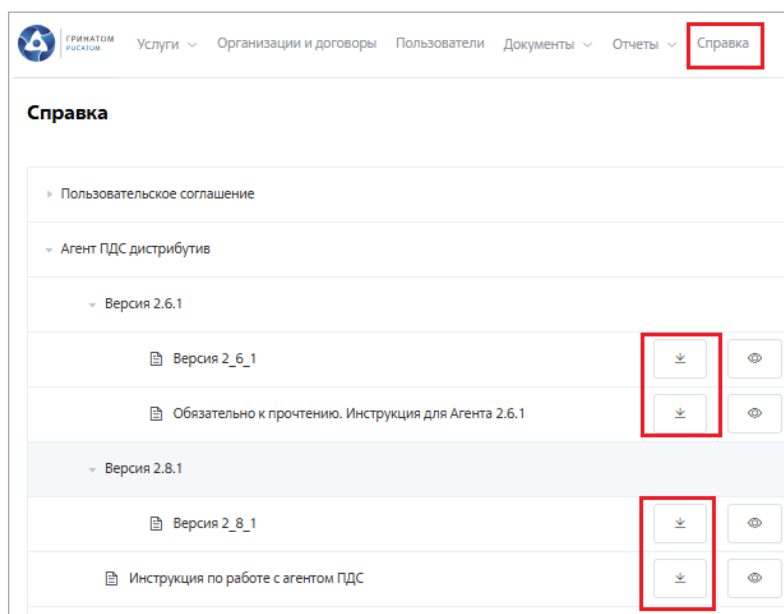 ГРИНАТОМ
РОСАТОМ
Услуги Организации и договоры Пользователи Документы Отчеты Справка
Справка
Пользовательское соглашение
Агент ПДС дистрибутив
Версия 2.6.1
Версия 2_6_1
Обязательно к прочтению. Инструкция для Агента 2.6.1
Версия 2.8.1
Версия 2_8_1
Инструкция по работе с агентом ПДС